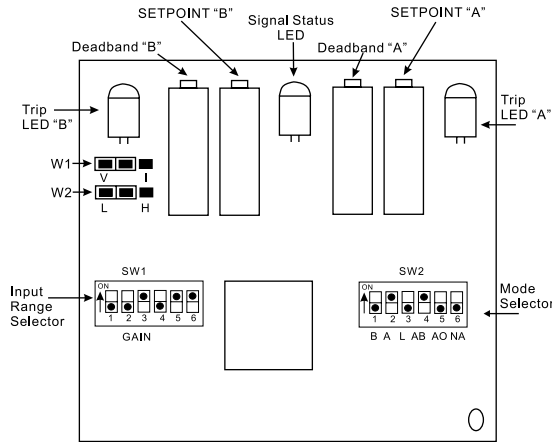 SETPOINT “B”
Signal Status
LED
SETPOINT “A”
Deadband “B”
Deadband “A”
Trip
LED “B”
Trip
LED “A”
W1
V I
W2
L H
Input
Range
Selector
SW1
ON
1 2 3 4 5 6
GAIN
SW2
ON
1 2 3 4 5 6
B A L AB AO NA
Mode
Selector